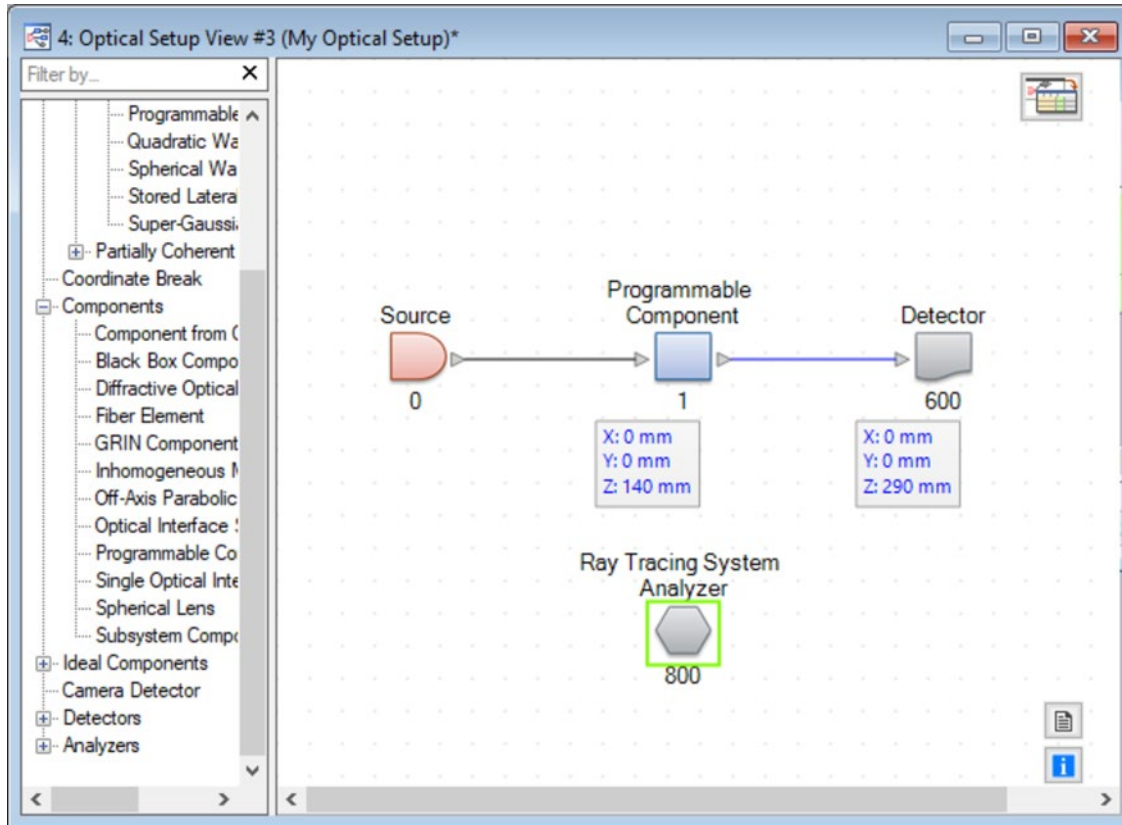 4: Optical Setup View #3 (My Optical Setup)*
Filter by...
Programmable
Quadratic Wa
Spherical Wa
Stored Latera
Super-Gaussi
Partially Coherent
Coordinate Break
Components
Component from
Black Box Compo
Diffractive Optical
Fiber Element
GRIN Component
Inhomogeneous
Off-Axis Parabolic
Optical Interface
Programmable Co
Single Optical Inte
Spherical Lens
Subsystem Compo
Ideal Components
Camera Detector
Detectors
Analyzers
Source
0
Programmable
Component
1
X: 0 mm
Y: 0 mm
Z: 140 mm
Detector
600
X: 0 mm
Y: 0 mm
Z: 290 mm
Ray Tracing System
Analyzer
800